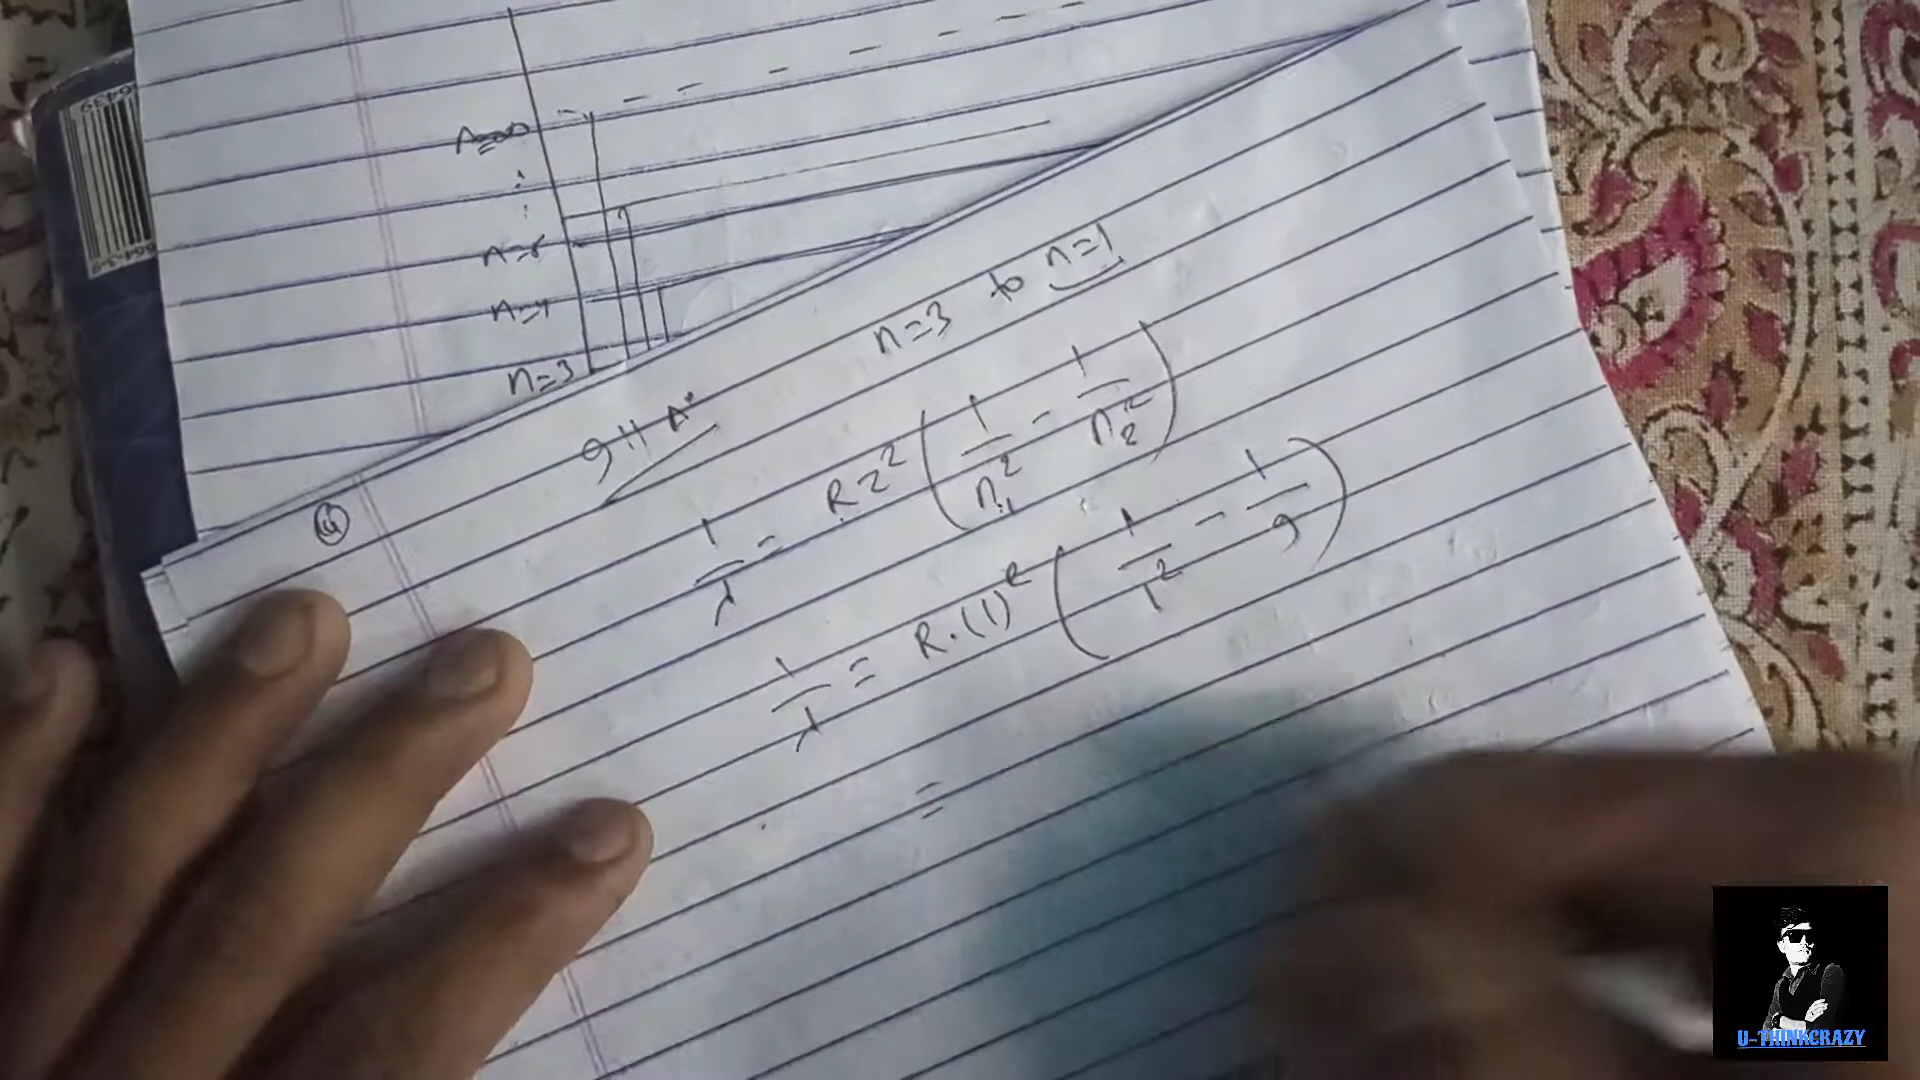 n=∞
n=5
n=4
n=3
n=3 to n=1
(4) 911 A°
1/λ = RZ² (1/n₁² - 1/n₂²)
1/λ = R.(1)² (1/1² - 1/9)
=
U-THINKCRAZY